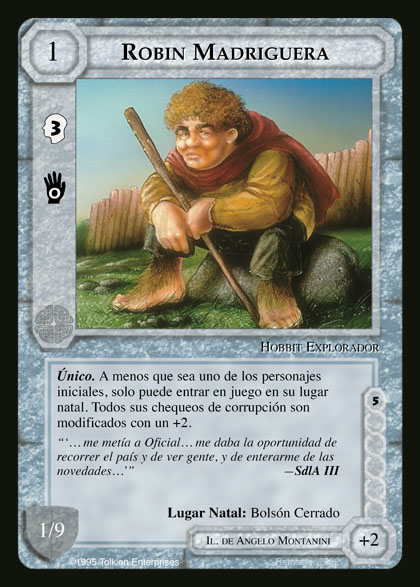 1
ROBIN MADRIGUERA
3
HOBBIT EXPLORADOR
Único. A menos que sea uno de los personajes
iniciales, solo puede entrar en juego en su lugar
natal. Todos sus chequeos de corrupción son
modificados con un +2.
5
“‘… me metía a Oficial… me daba la oportunidad de
recorrer el país y de ver gente, y de enterarme de las
novedades…’” —SdlA III
Lugar Natal: Bolsón Cerrado
1/9
IL. DE ANGELO MONTANINI
+2
©1995 Tolkien Enterprises